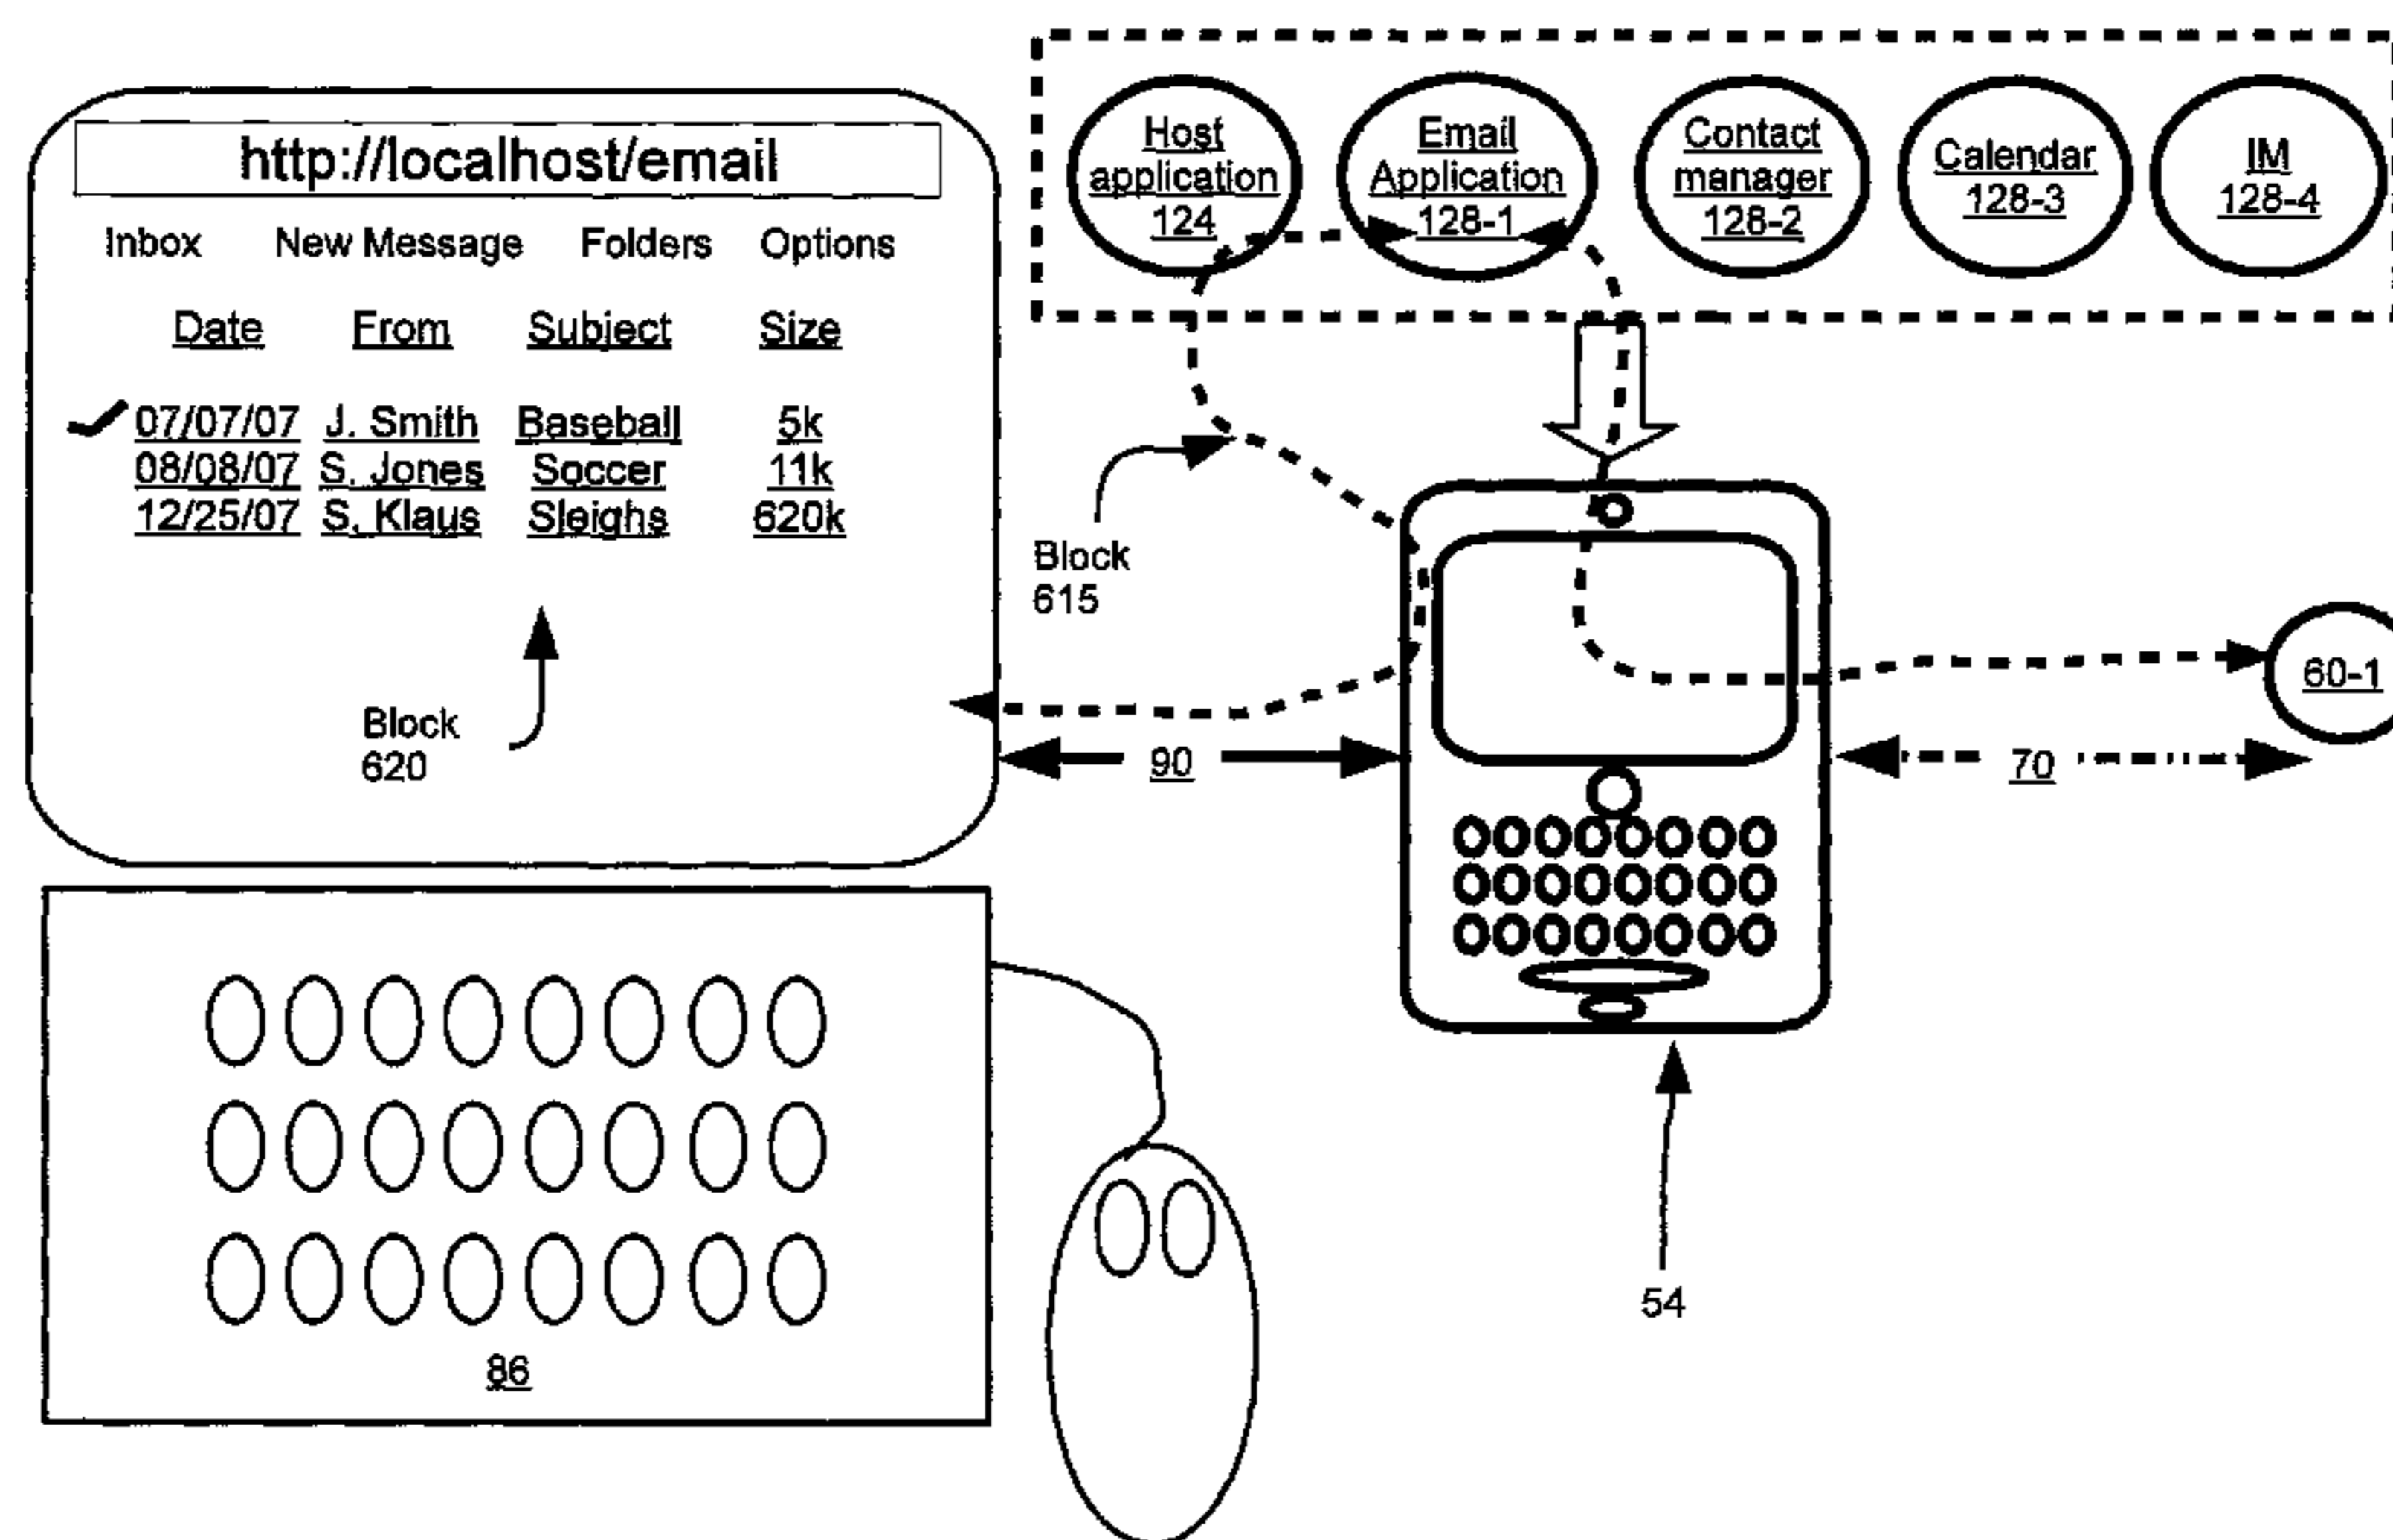 http://localhost/email
Inbox New Message Folders Options
Date From Subject Size
07/07/07 J. Smith Baseball 5k
08/08/07 S. Jones Soccer 11k
12/25/07 S. Klaus Sleighs 620k
Block
620
Host
application
124
Email
Application
128-1
Contact
manager
128-2
Calendar
128-3
IM
128-4
Block
615
90
70
60-1
54
86